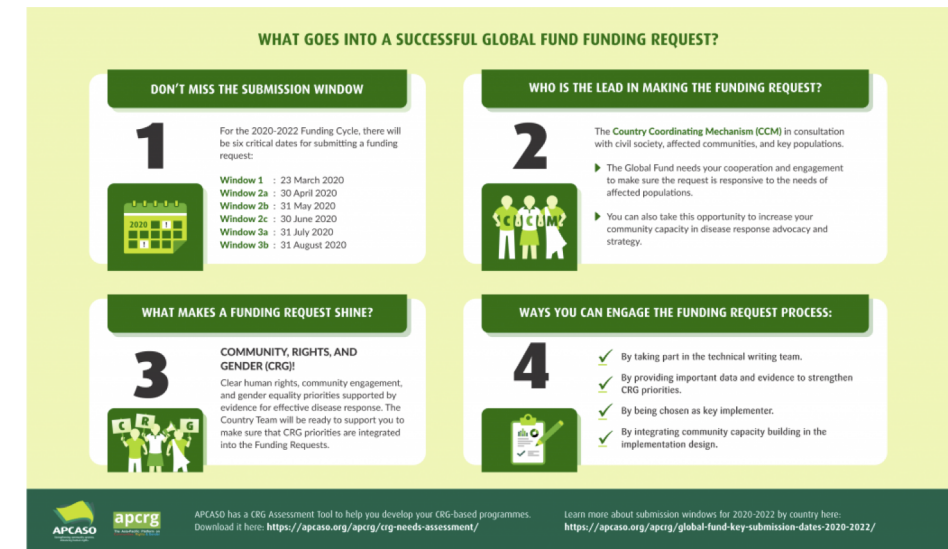 WHAT GOES INTO A SUCCESSFUL GLOBAL FUND FUNDING REQUEST?
DON'T MISS THE SUBMISSION WINDOW
1
For the 2020-2022 Funding Cycle, there will
be six critical dates for submitting a funding
request:
Window 1 : 23 March 2020
Window 2a : 30 April 2020
Window 2b : 31 May 2020
Window 2c : 30 June 2020
Window 3a : 31 July 2020
Window 3b : 31 August 2020
2020
!
!
WHO IS THE LEAD IN MAKING THE FUNDING REQUEST?
2
The Country Coordinating Mechanism (CCM) in consultation
with civil society, affected communities, and key populations.
The Global Fund needs your cooperation and engagement
to make sure the request is responsive to the needs of
affected populations.
You can also take this opportunity to increase your
community capacity in disease response advocacy and
strategy.
C C M
WHAT MAKES A FUNDING REQUEST SHINE?
3
COMMUNITY, RIGHTS, AND
GENDER (CRG)!
Clear human rights, community engagement,
and gender equality priorities supported by
evidence for effective disease response. The
Country Team will be ready to support you to
make sure that CRG priorities are integrated
into the Funding Requests.
C R G
WAYS YOU CAN ENGAGE THE FUNDING REQUEST PROCESS:
4
By taking part in the technical writing team.
By providing important data and evidence to strengthen
CRG priorities.
By being chosen as key implementer.
By integrating community capacity building in the
implementation design.
APCASO
apcrg
APCASO has a CRG Assessment Tool to help you develop your CRG-based programmes.
Download it here: https://apcaso.org/apcrg/crg-needs-assessment/
Learn more about submission windows for 2020-2022 by country here:
https://apcaso.org/apcrg/global-fund-key-submission-dates-2020-2022/